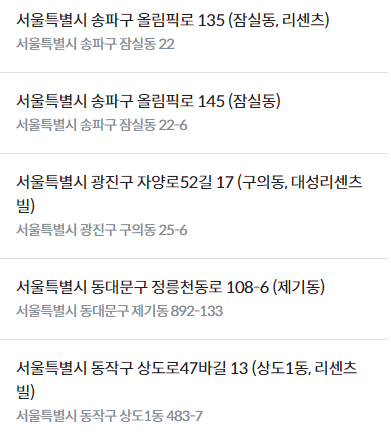 서울특별시 송파구 올림픽로 135 (잠실동, 리센츠)
서울특별시 송파구 잠실동 22
서울특별시 송파구 올림픽로 145 (잠실동)
서울특별시 송파구 잠실동 22-6
서울특별시 광진구 자양로52길 17 (구의동, 대성리센츠
빌)
서울특별시 광진구 구의동 25-6
서울특별시 동대문구 정릉천동로 108-6 (제기동)
서울특별시 동대문구 제기동 892-133
서울특별시 동작구 상도로47바길 13 (상도1동, 리센츠
빌)
서울특별시 동작구 상도1동 483-7